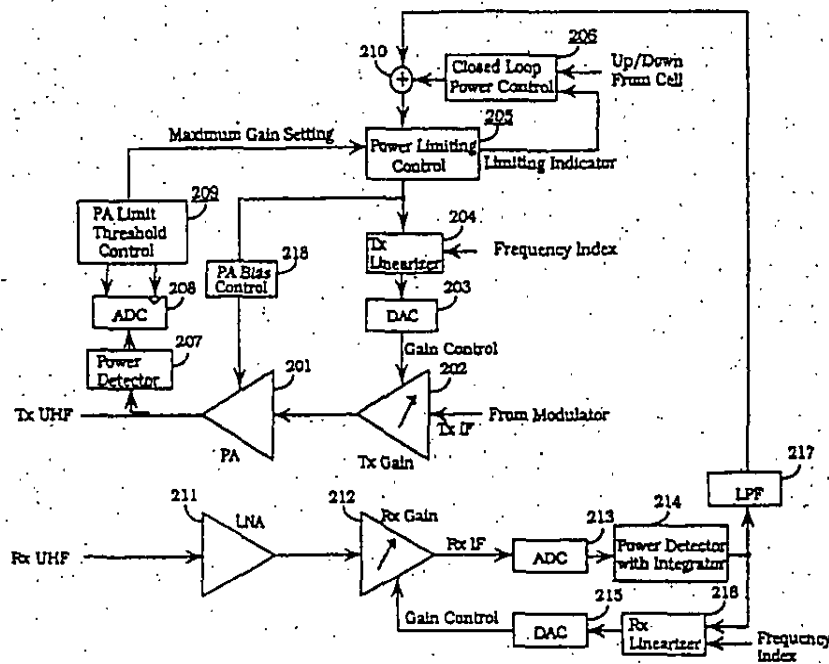 206
210
Closed Loop
Power Control
Up/Down
From Cell
205
Maximum Gain Setting
Power Limiting
Control
Limiting Indicator
209
PA Limit
Threshold
Control
218
PA Bias
Control
204
Tx
Linearizer
Frequency Index
208
ADC
203
DAC
207
Power
Detector
Gain Control
201
202
Tx UHF
From Modulator
Tx IF
PA
Tx Gain
217
LPF
211
LNA
212
Rx Gain
213
214
Rx UHF
Rx IF
ADC
Power Detector
with Integrator
215
216
Gain Control
DAC
Rx
Linearizer
Frequency
Index